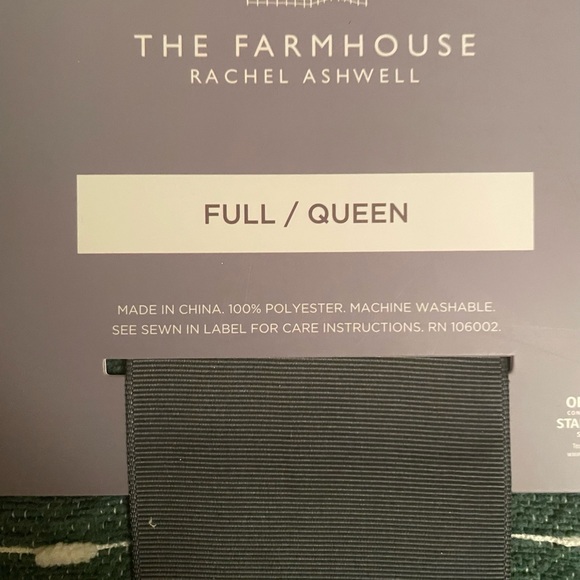 THE FARMHOUSE
RACHEL ASHWELL
FULL / QUEEN
MADE IN CHINA. 100% POLYESTER. MACHINE WASHABLE.
SEE SEWN IN LABEL FOR CARE INSTRUCTIONS. RN 106002.